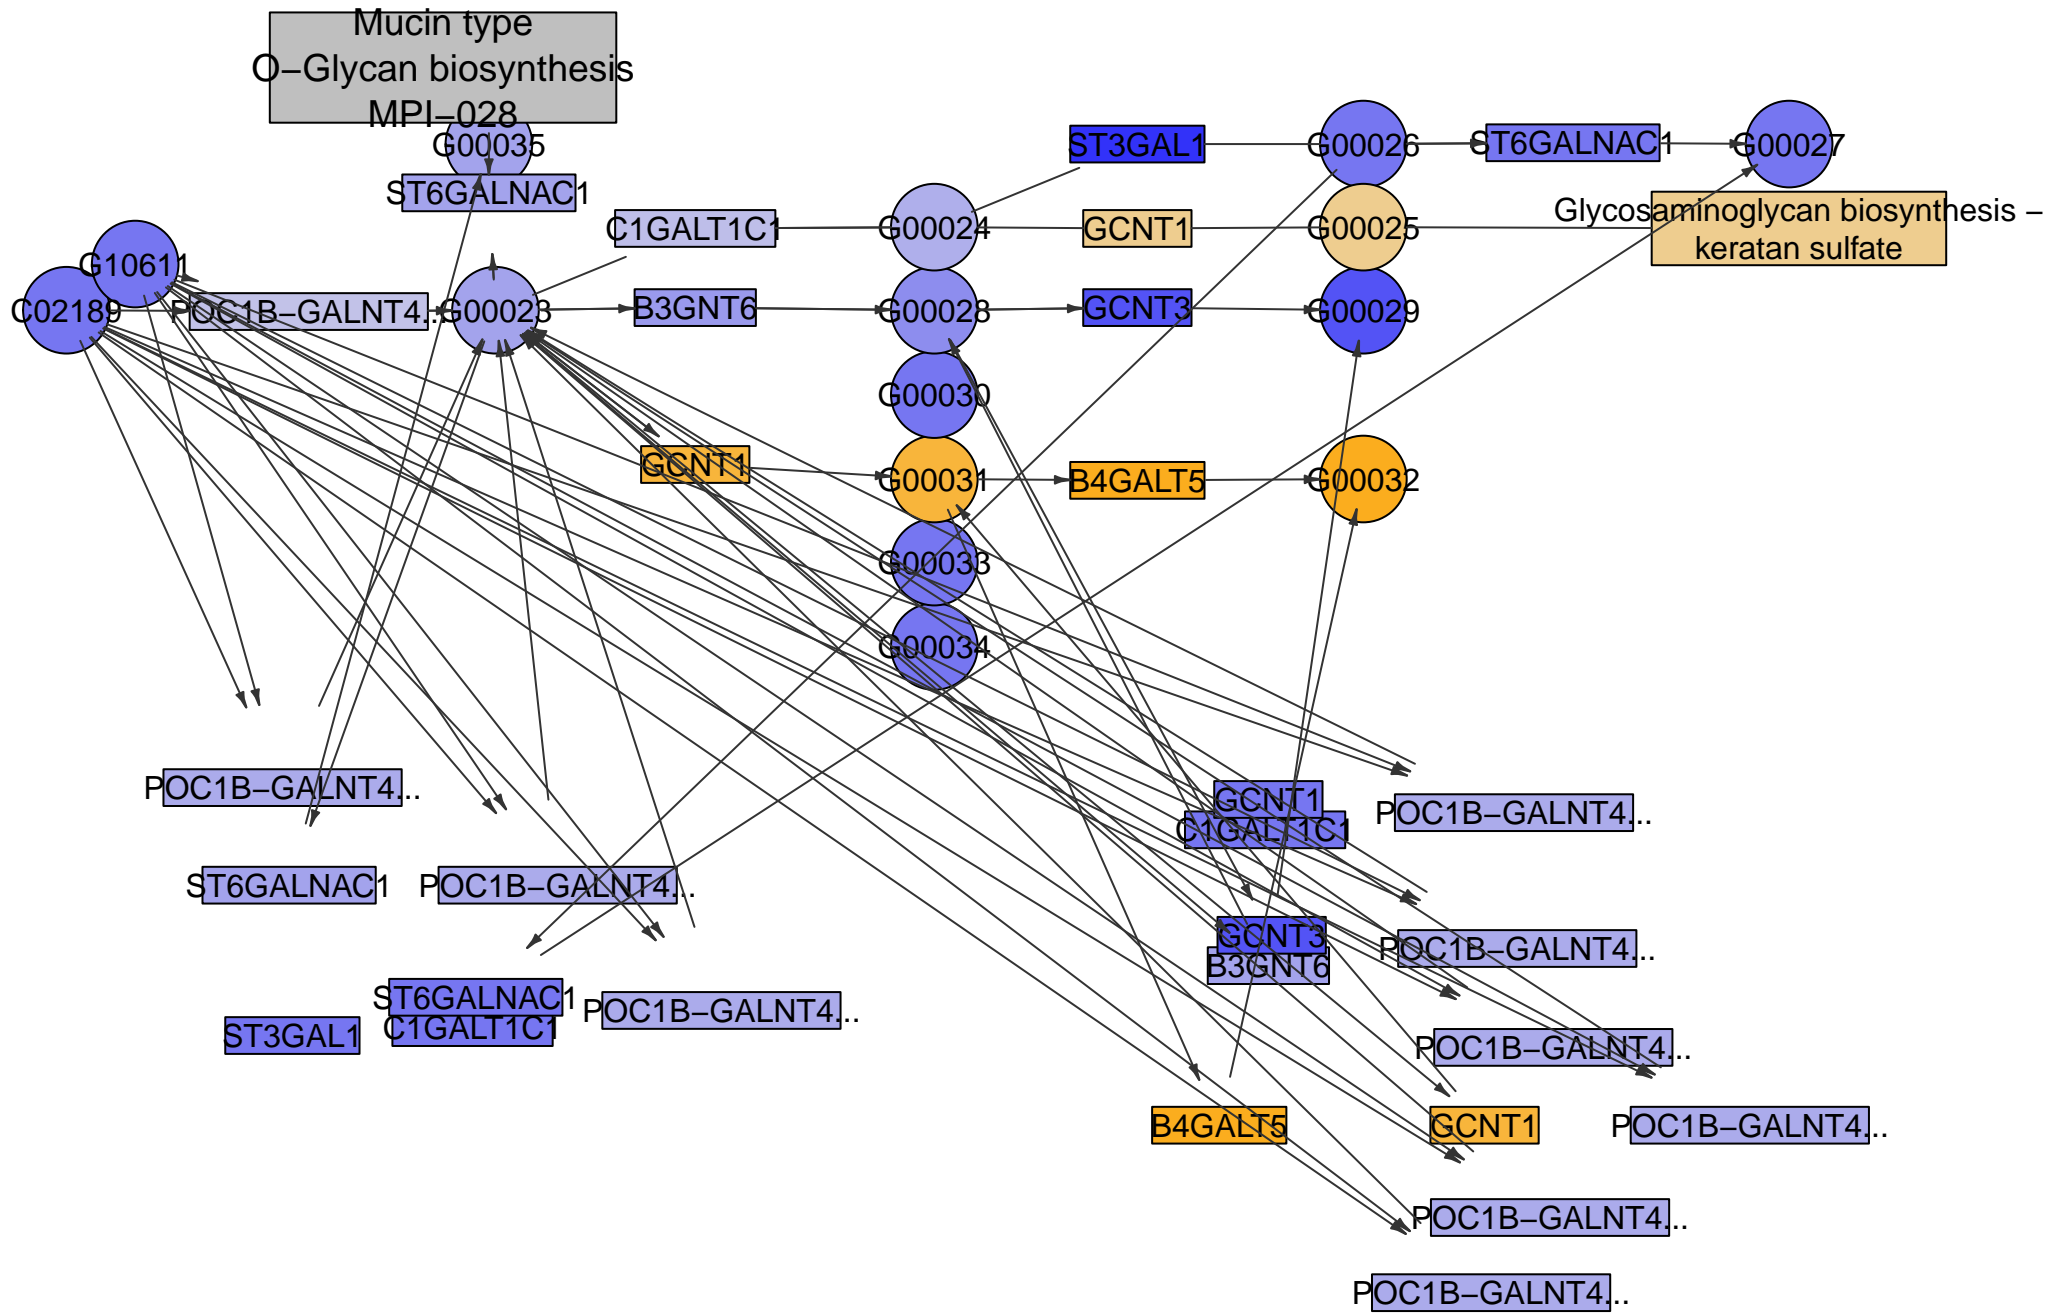 Mucin type
O−Glycan biosynthesis
MPI−028
G00035
ST3GAL1
G00026
ST6GALNAC1
G00027
ST6GALNAC1
Glycosaminoglycan biosynthesis −
keratan sulfate
C1GALT1C1
G00024
GCNT1
G00025
G10611
C02189
POC1B−GALNT4...
G00023
B3GNT6
G00028
GCNT3
G00029
G00030
GCNT1
G00031
B4GALT5
G00032
G00033
G00034
POC1B−GALNT4...
GCNT1
C1GALT1C1
POC1B−GALNT4...
ST6GALNAC1
POC1B−GALNT4...
GCNT3
B3GNT6
POC1B−GALNT4...
ST6GALNAC1
C1GALT1C1
ST3GAL1
POC1B−GALNT4...
POC1B−GALNT4...
B4GALT5
GCNT1
POC1B−GALNT4...
POC1B−GALNT4...
POC1B−GALNT4...